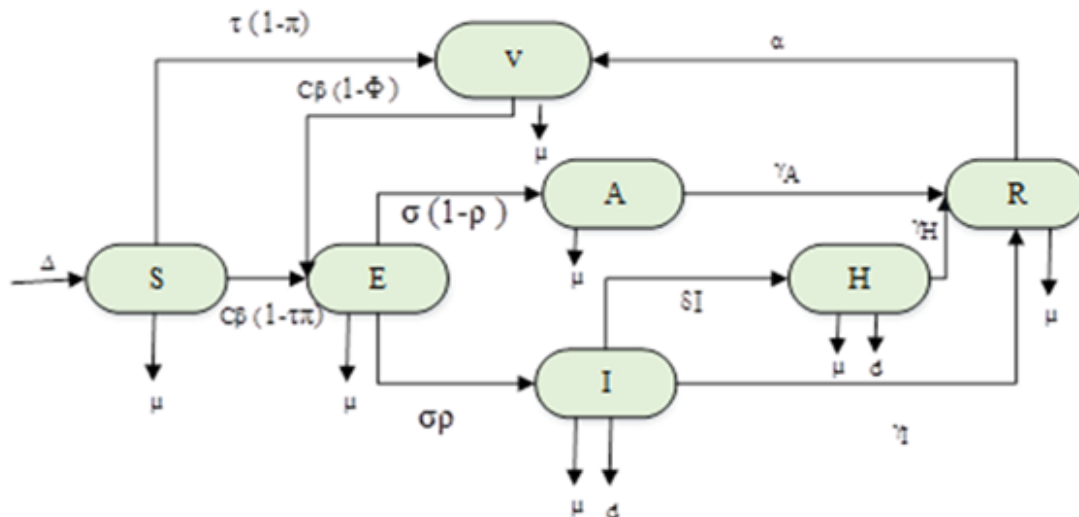 τ (1-π)
V
α
Cβ (1-Φ)
μ
A
γA
R
σ (1-ρ )
γH
Δ
S
E
H
μ
δI
Cβ (1-τπ)
μ
μ
μ
μ
d
I
σρ
γI
μ
d